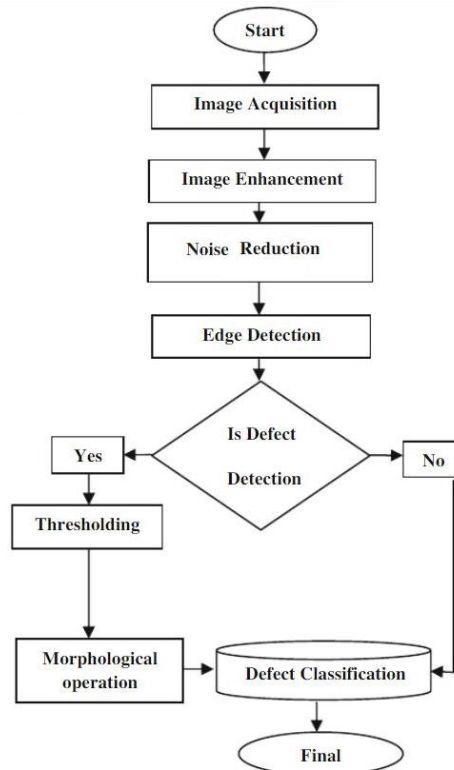 Start
Image Acquisition
Image Enhancement
Noise Reduction
Edge Detection
Is Defect
Detection
Yes
No
Thresholding
Morphological
operation
Defect Classification
Final